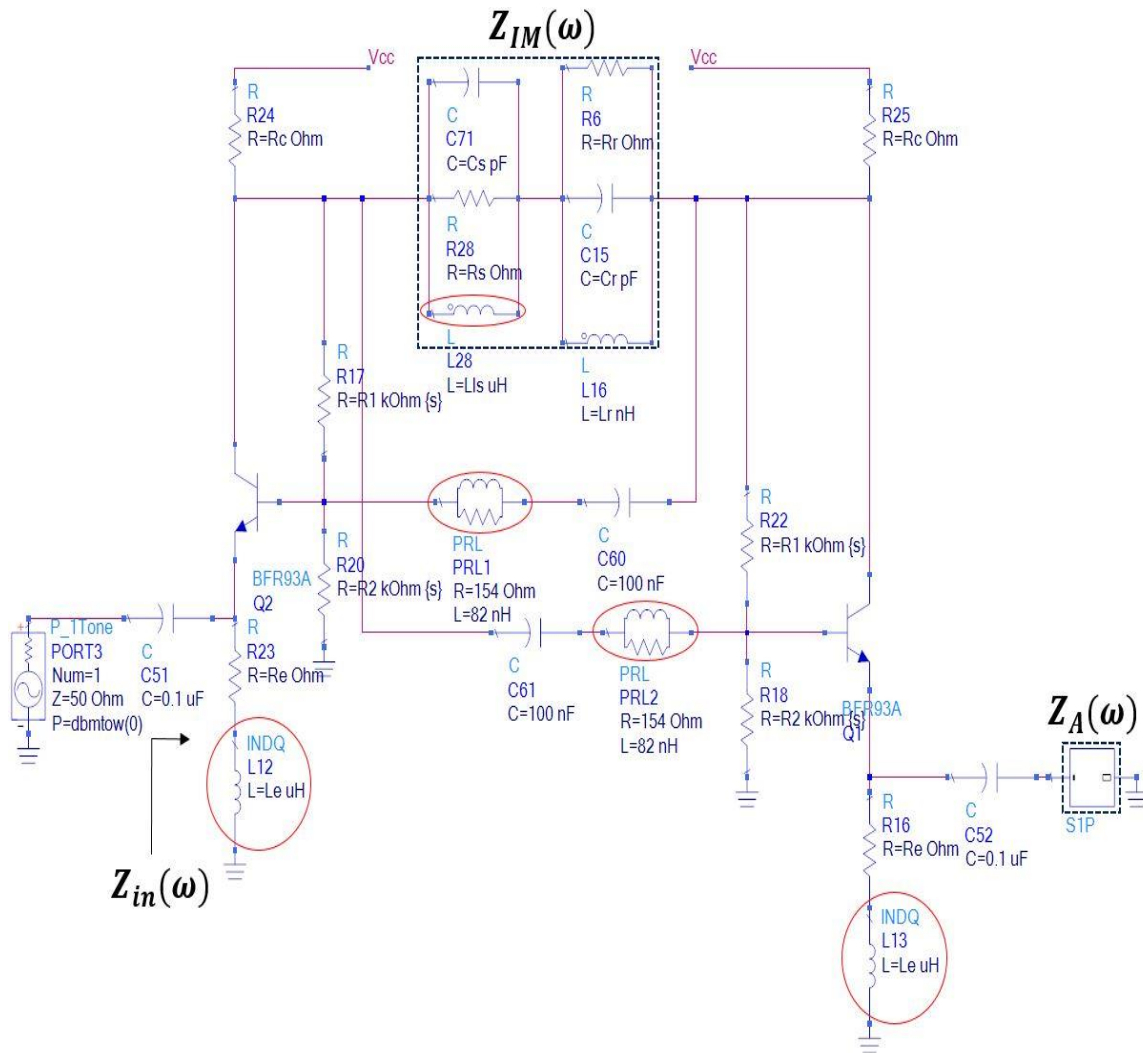 Z_IM(ω)
Vcc
Vcc
R
R24
R=Rc Ohm
C
C71
C=Cs pF
R
R6
R=Rr Ohm
R
R25
R=Rc Ohm
R
R28
R=Rs Ohm
C
C15
C=Cr pF
L
L28
L=Lls uH
L
L16
L=Lr nH
R
R17
R=R1 kOhm {s}
R
R22
R=R1 kOhm {s}
PRL
PRL1
R=154 Ohm
L=82 nH
C
C60
C=100 nF
BFR93A
Q2
R
R20
R=R2 kOhm {s}
C
C61
C=100 nF
PRL
PRL2
R=154 Ohm
L=82 nH
R
R18
R=R2 kOhm {s}
BFR93A
Q1
+
-
P_1Tone
PORT3
Num=1
Z=50 Ohm
P=dbmtow(0)
C
C51
C=0.1 uF
R
R23
R=Re Ohm
INDQ
L12
L=Le uH
Z_in(ω)
Z_A(ω)
S1P
C
C52
C=0.1 uF
R
R16
R=Re Ohm
INDQ
L13
L=Le uH